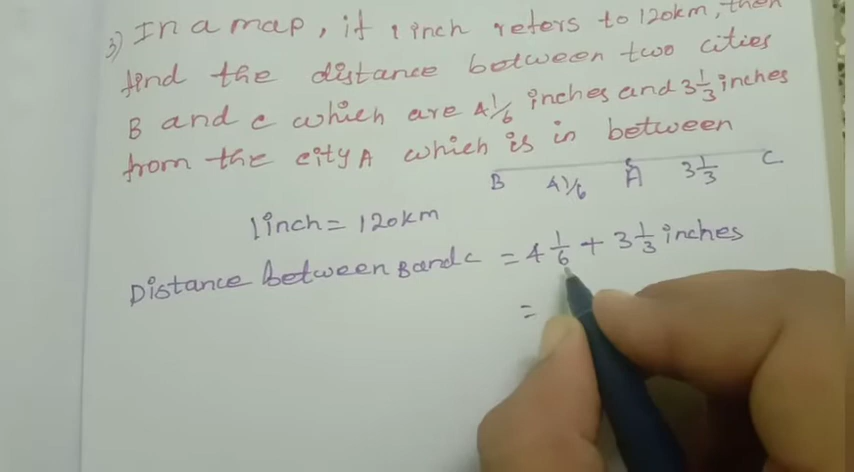 3) In a map, if 1 inch refers to 120km, then
find the distance between two cities
B and C which are 4 1/6 inches and 3 1/3 inches
from the city A which is in between
B 4 1/6 A 3 1/3 C
1 inch = 120km
Distance between B and C = 4 1/6 + 3 1/3 inches
=